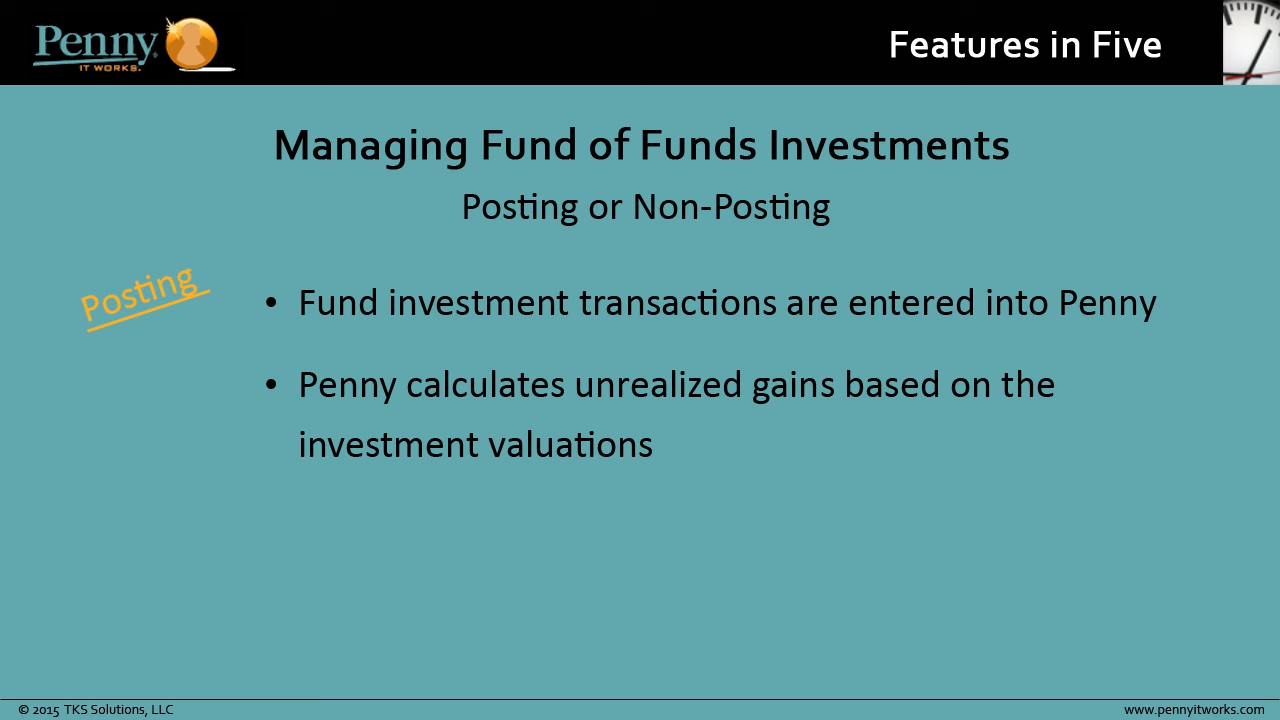 Penny®
IT WORKS.
Features in Five
Managing Fund of Funds Investments
Posting or Non-Posting
Posting
• Fund investment transactions are entered into Penny
• Penny calculates unrealized gains based on the
investment valuations
© 2015 TKS Solutions, LLC
www.pennyitworks.com